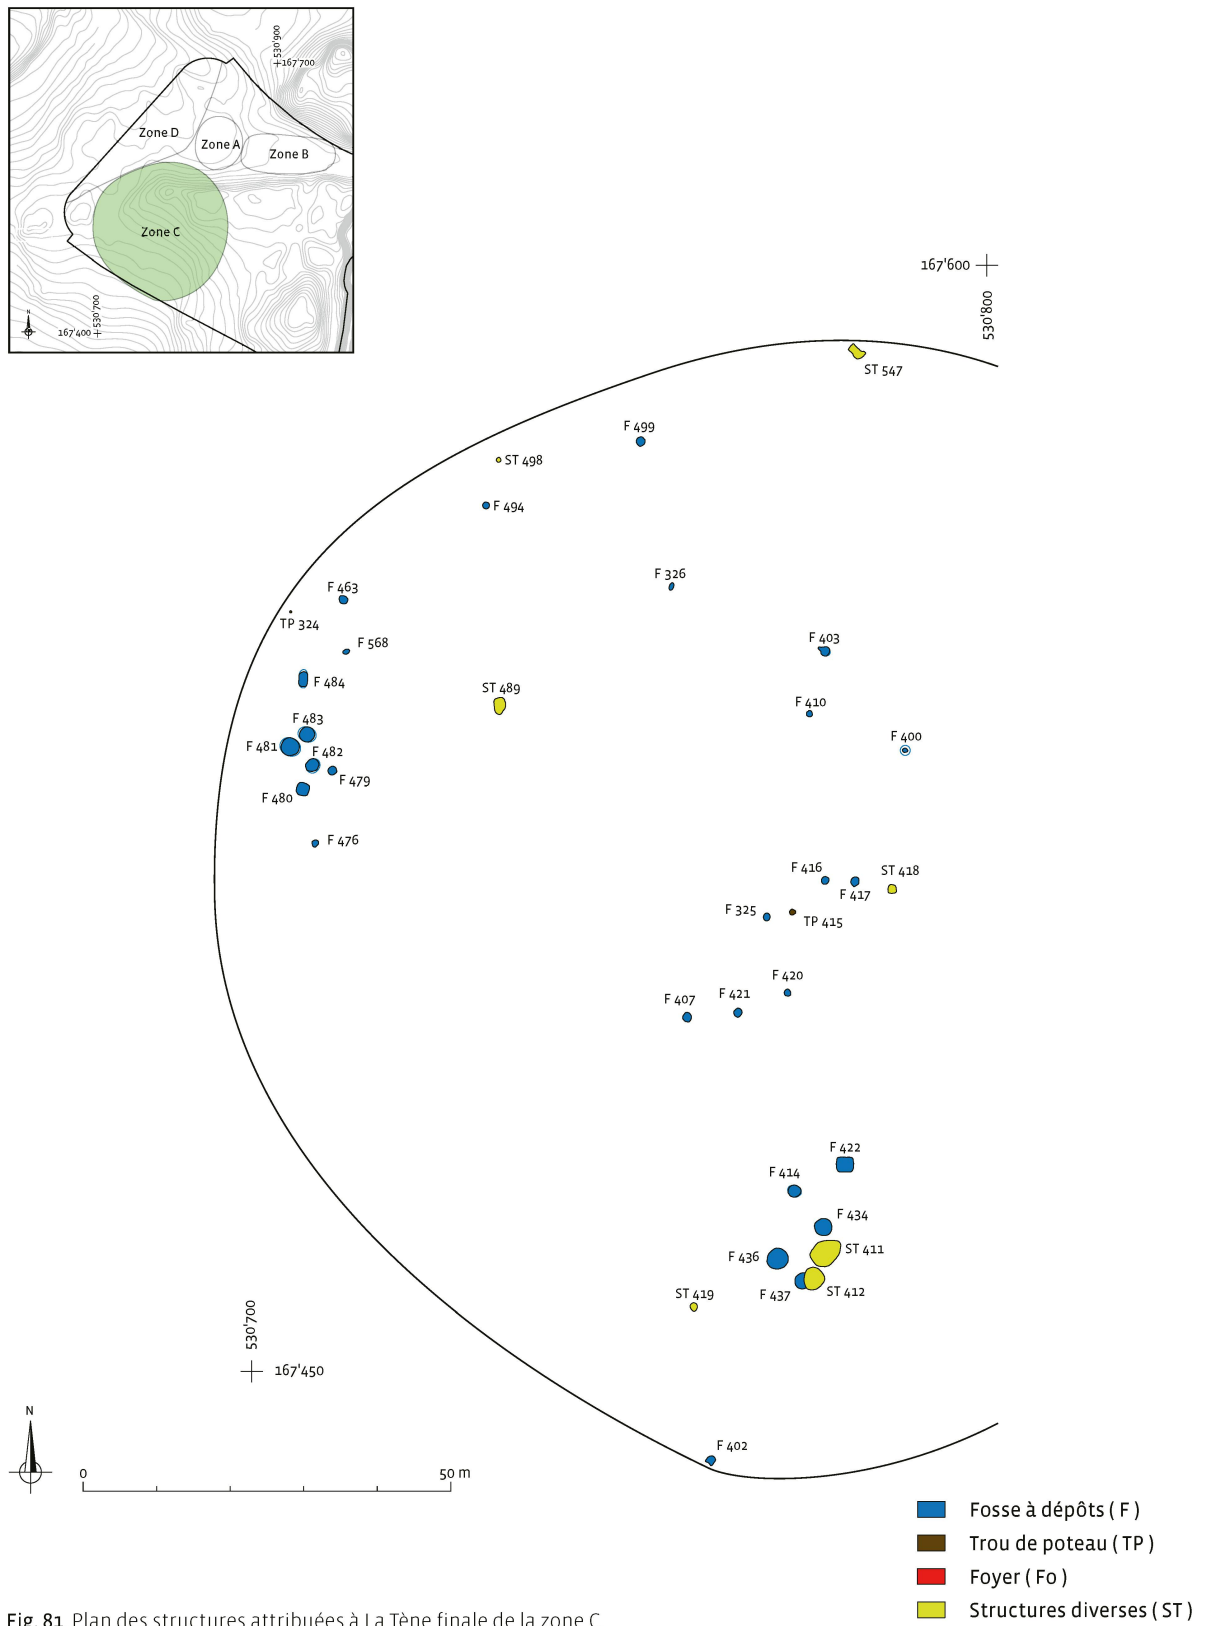 530'900
167'700
Zone D
Zone A
Zone B
Zone C
N
167'400
530'700
167'600
530'800
ST 547
F 499
ST 498
F 494
F 326
F 463
TP 324
F 568
F 403
F 484
ST 489
F 410
F 483
F 481
F 482
F 400
F 479
F 480
F 476
F 416
F 417
ST 418
F 325
TP 415
F 420
F 421
F 407
F 422
F 414
F 434
ST 411
F 436
F 437
ST 412
ST 419
530'700
167'450
N
F 402
0
50 m
Fosse à dépôts ( F )
Trou de poteau ( TP )
Foyer ( Fo )
Structures diverses ( ST )
Fig. 81 Plan des structures attribuées à La Tène finale de la zone C